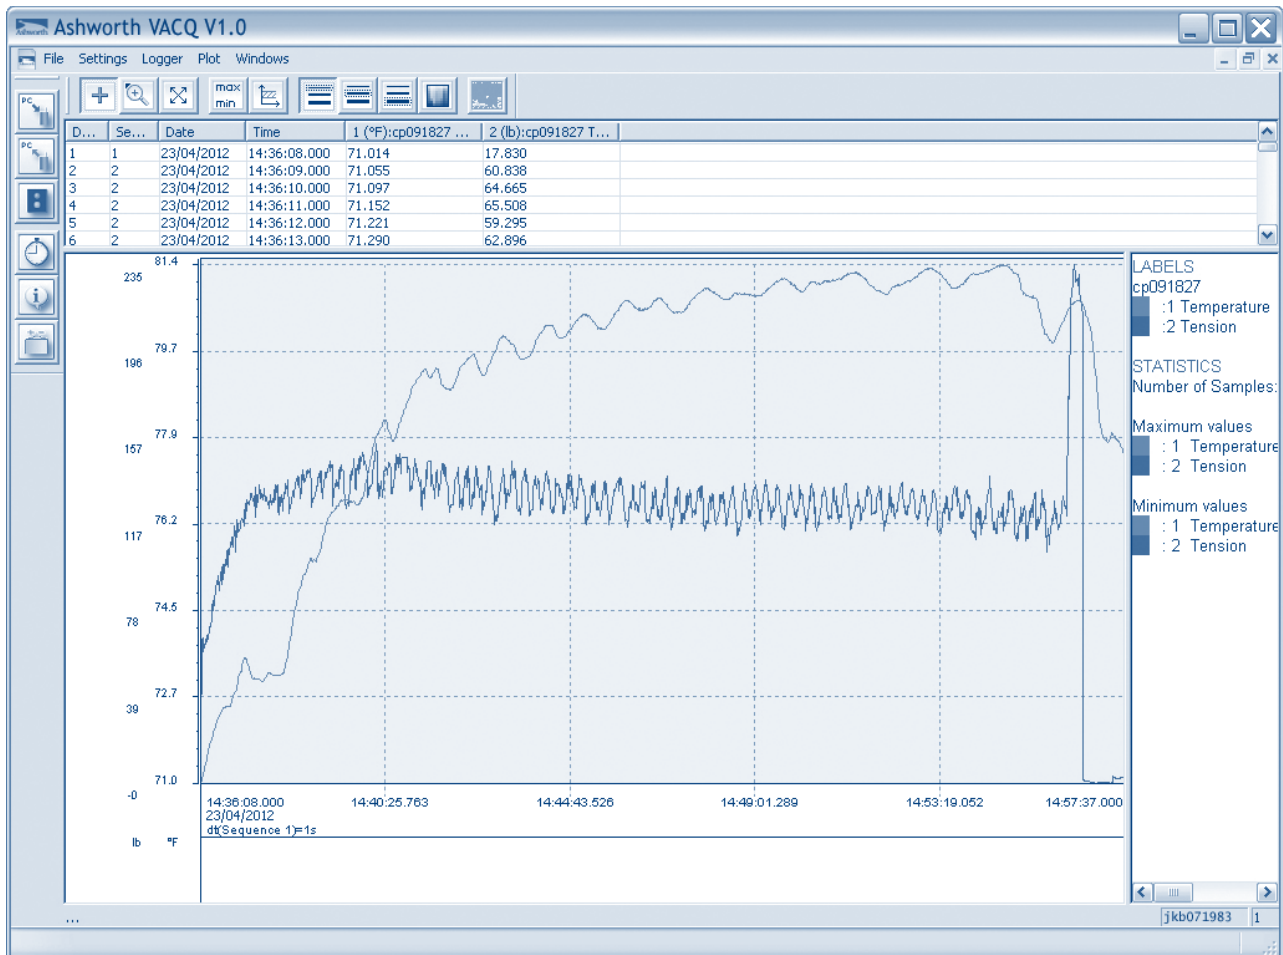 Ashworth VACQ V1.0
File Settings Logger Plot Windows
max
min
PC
PC
D... Se... Date Time 1 (°F):cp091827 ... 2 (lb):cp091827 T...
1 1 23/04/2012 14:36:08.000 71.014 17.830
2 2 23/04/2012 14:36:09.000 71.055 60.838
3 2 23/04/2012 14:36:10.000 71.097 64.665
4 2 23/04/2012 14:36:11.000 71.152 65.508
5 2 23/04/2012 14:36:12.000 71.221 59.295
6 2 23/04/2012 14:36:13.000 71.290 62.896
81.4
235
79.7
196
77.9
157
76.2
117
74.5
78
72.7
39
71.0
-0
14:36:08.000 14:40:25.763 14:44:43.526 14:49:01.289 14:53:19.052 14:57:37.000
23/04/2012
dt(Sequence 1)=1s
lb °F
LABELS
cp091827
:1 Temperature
:2 Tension
STATISTICS
Number of Samples:
Maximum values
: 1 Temperature
: 2 Tension
Minimum values
: 1 Temperature
: 2 Tension
...
jkb071983 1